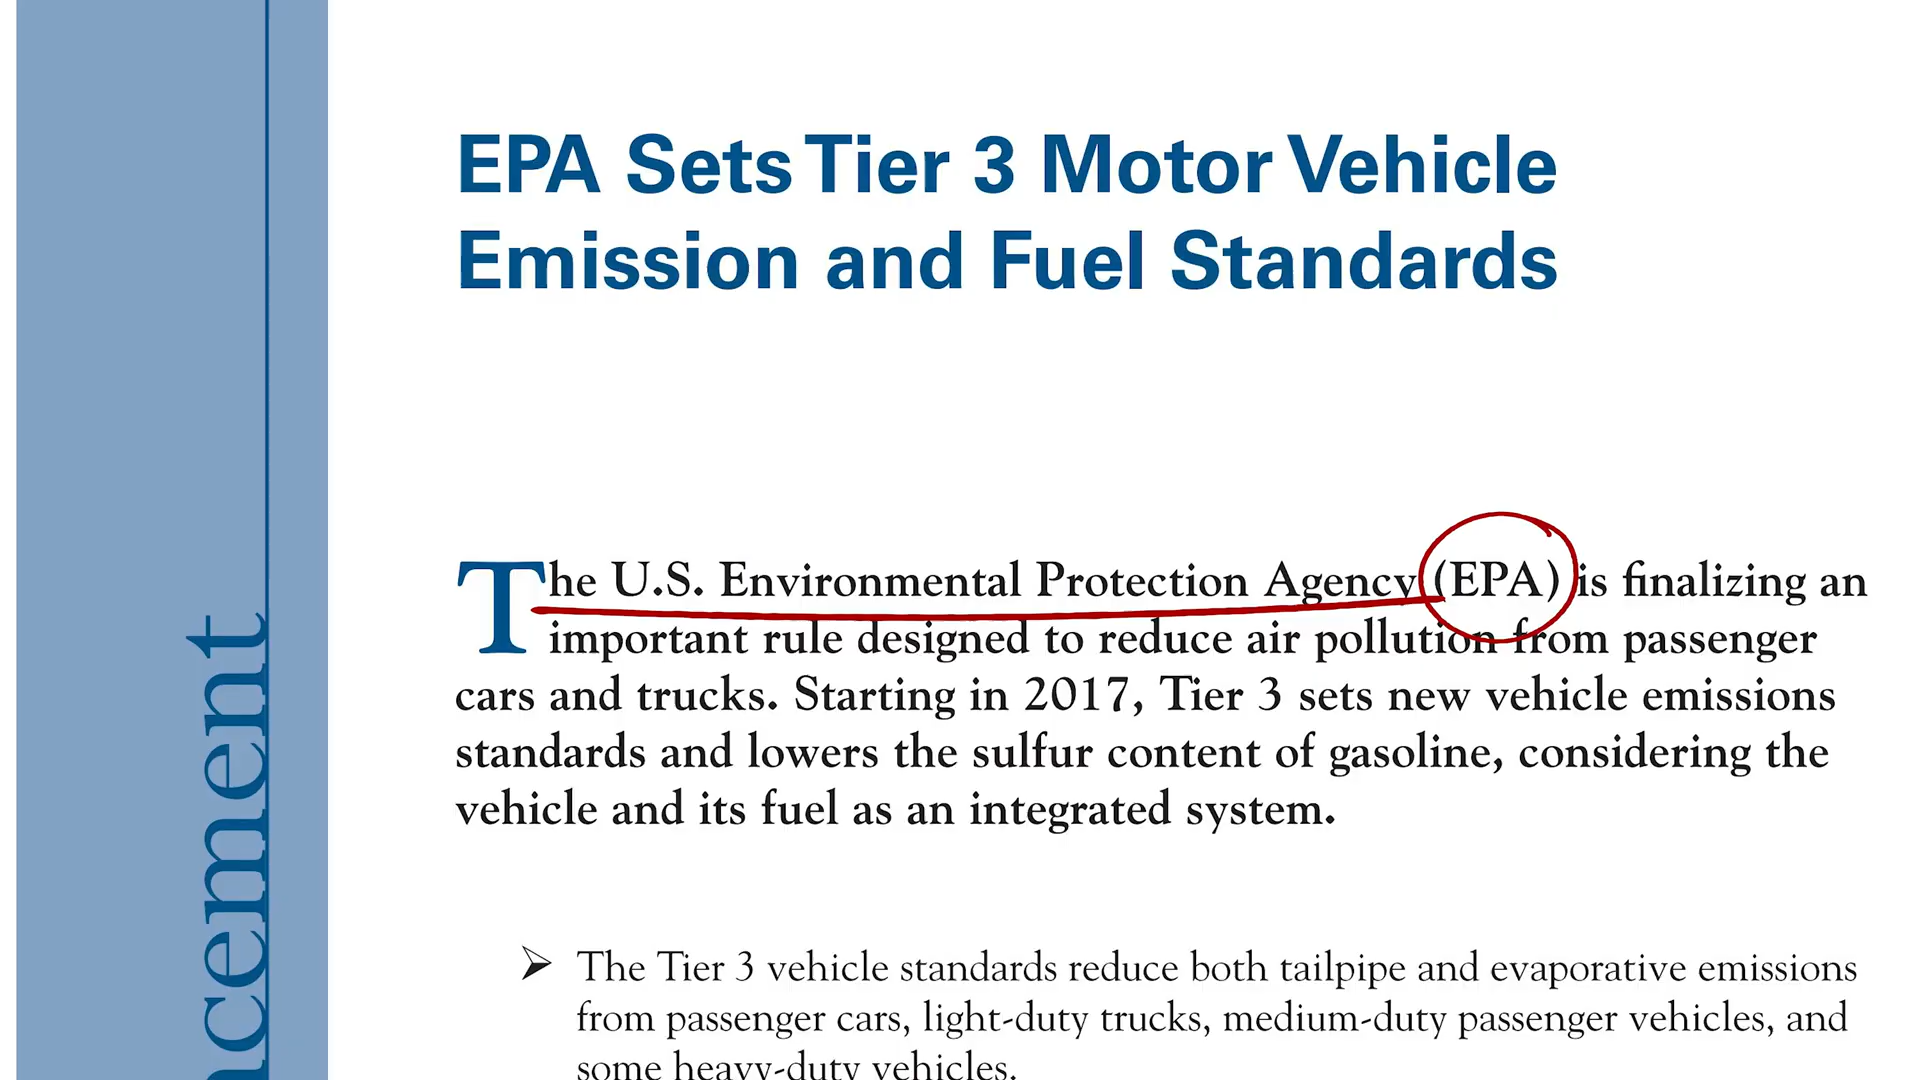 EPA Sets Tier 3 Motor Vehicle
Emission and Fuel Standards
The U.S. Environmental Protection Agency (EPA) is finalizing an
important rule designed to reduce air pollution from passenger
cars and trucks. Starting in 2017, Tier 3 sets new vehicle emissions
standards and lowers the sulfur content of gasoline, considering the
vehicle and its fuel as an integrated system.
➢ The Tier 3 vehicle standards reduce both tailpipe and evaporative emissions
from passenger cars, light-duty trucks, medium-duty passenger vehicles, and
some heavy-duty vehicles.